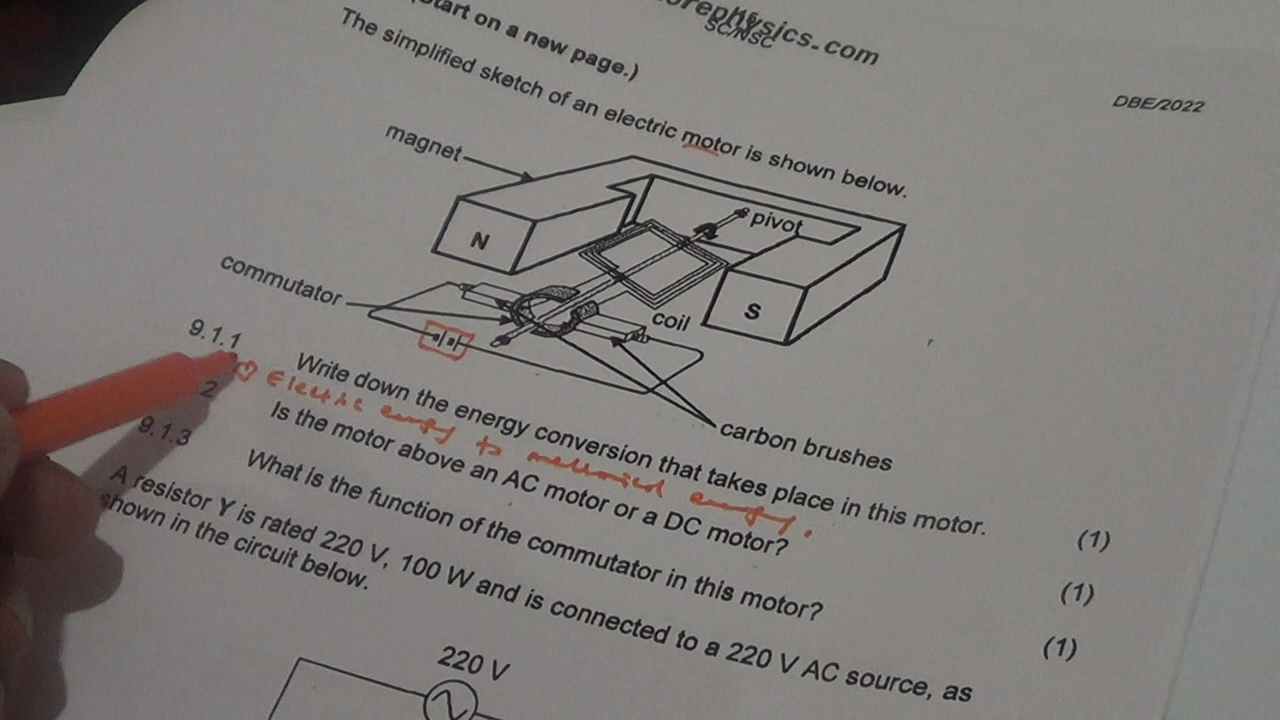 orephysics.com
SC/NSC
DBE/2022
Start on a new page.)
The simplified sketch of an electric motor is shown below.
magnet
pivot
N
commutator
S
coil
carbon brushes
9.1.1 Write down the energy conversion that takes place in this motor. (1)
Electric energy to mechanical energy.
2 Is the motor above an AC motor or a DC motor? (1)
9.1.3 What is the function of the commutator in this motor? (1)
A resistor Y is rated 220 V, 100 W and is connected to a 220 V AC source, as
shown in the circuit below.
220 V